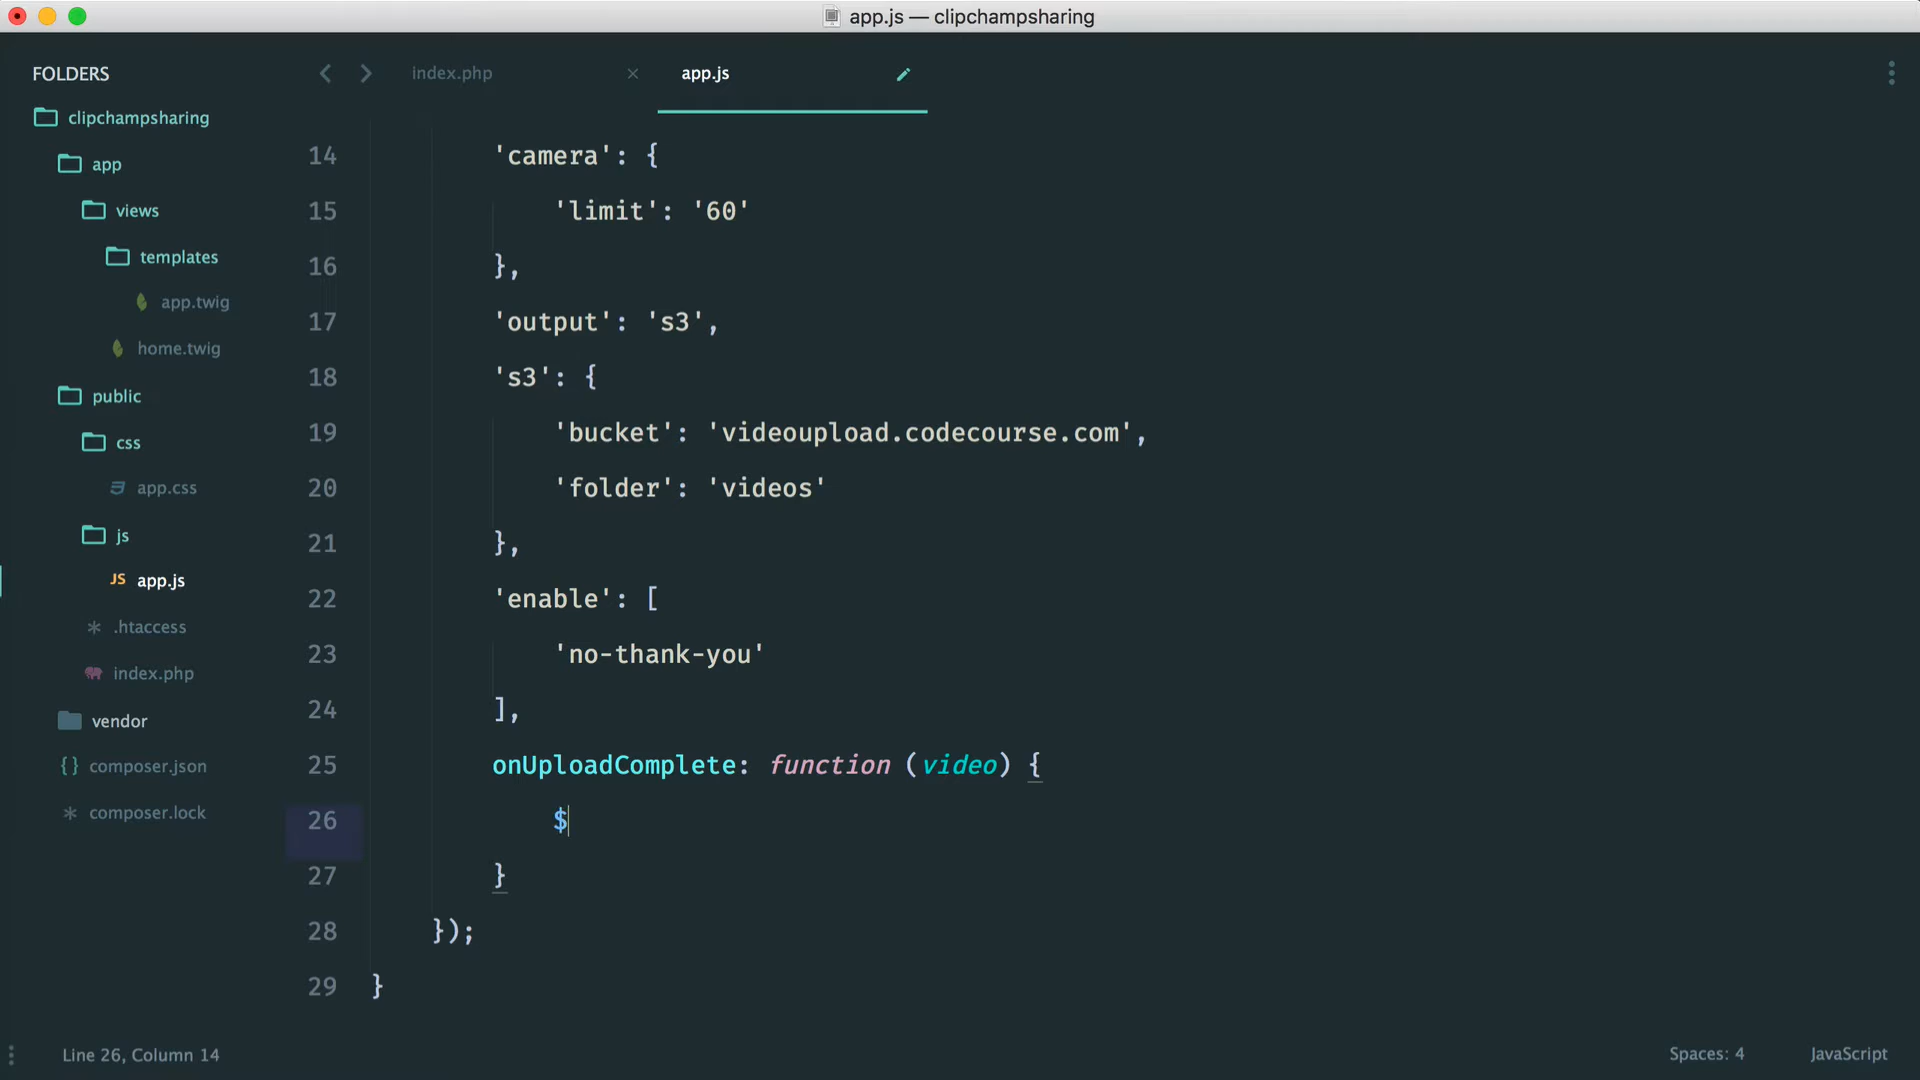 app.js — clipchampsharing
FOLDERS
clipchampsharing
app
views
templates
app.twig
home.twig
public
css
app.css
js
JS app.js
.htaccess
index.php
vendor
{} composer.json
* composer.lock
index.php ×
app.js
14 'camera': {
15 'limit': '60'
16 },
17 'output': 's3',
18 's3': {
19 'bucket': 'videoupload.codecourse.com',
20 'folder': 'videos'
21 },
22 'enable': [
23 'no-thank-you'
24 ],
25 onUploadComplete: function (video) {
26 $
27 }
28 });
29 }
Line 26, Column 14
Spaces: 4
JavaScript